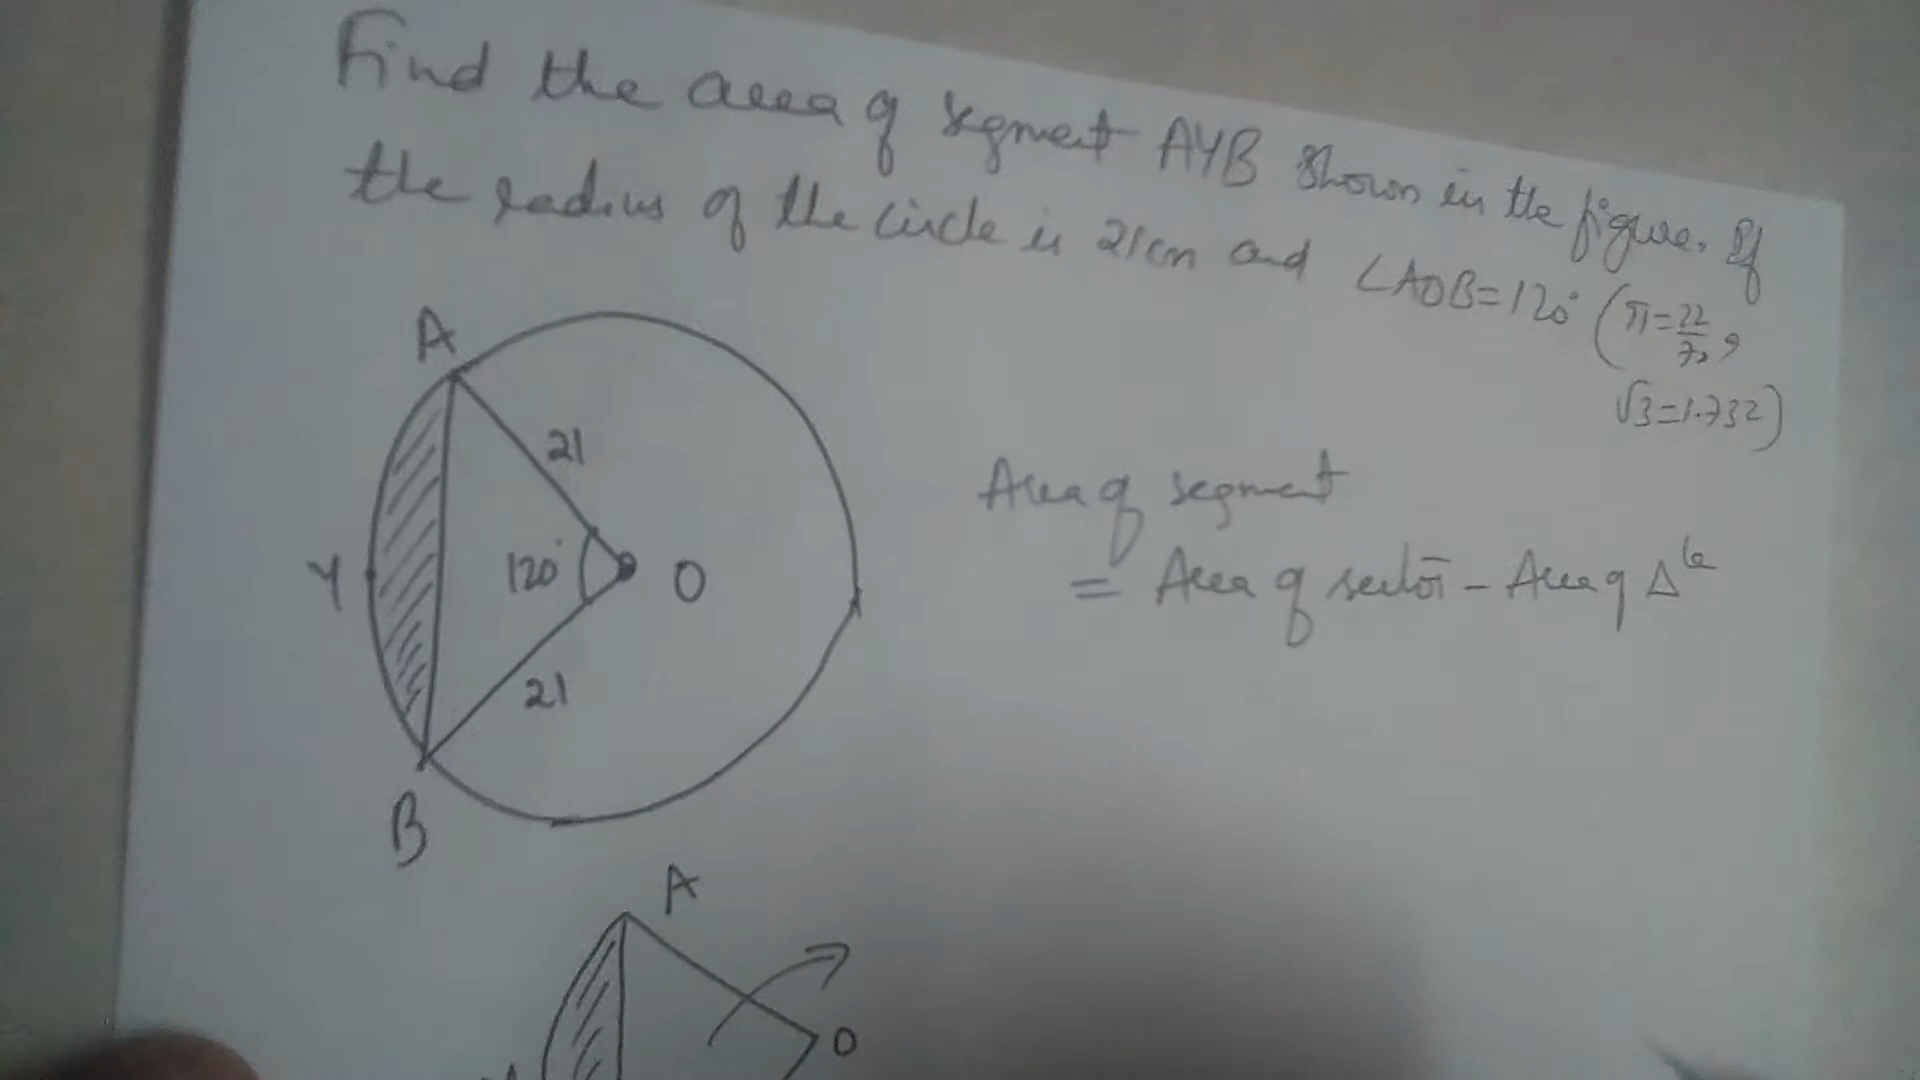 Find the area of segment AYB shown in the figure. If
the radius of the circle is 21cm and ∠AOB=120° (π=22/7,
√3=1.732)
A
21
Y
120°
O
21
B
Area of segment
= Area of sector - Area of Δle
A
O